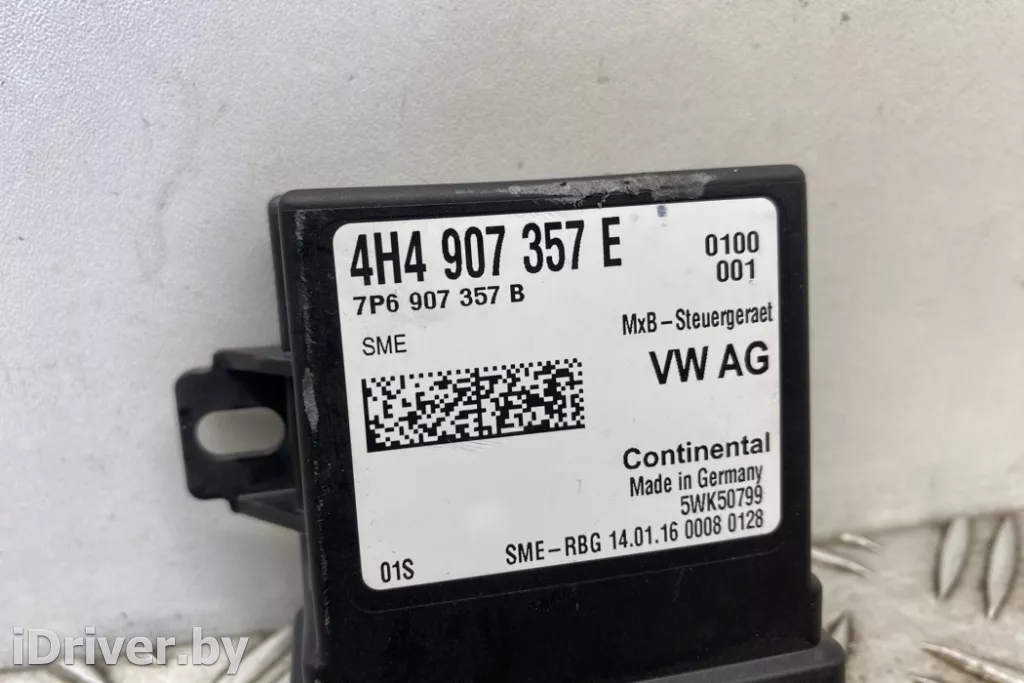 4H4 907 357 E
0100
001
7P6 907 357 B
MxB-Steuergeraet
SME
VW AG
Continental
Made in Germany
5WK50799
SME-RBG 14.01.16 0008 0128
01S
iDriver.by